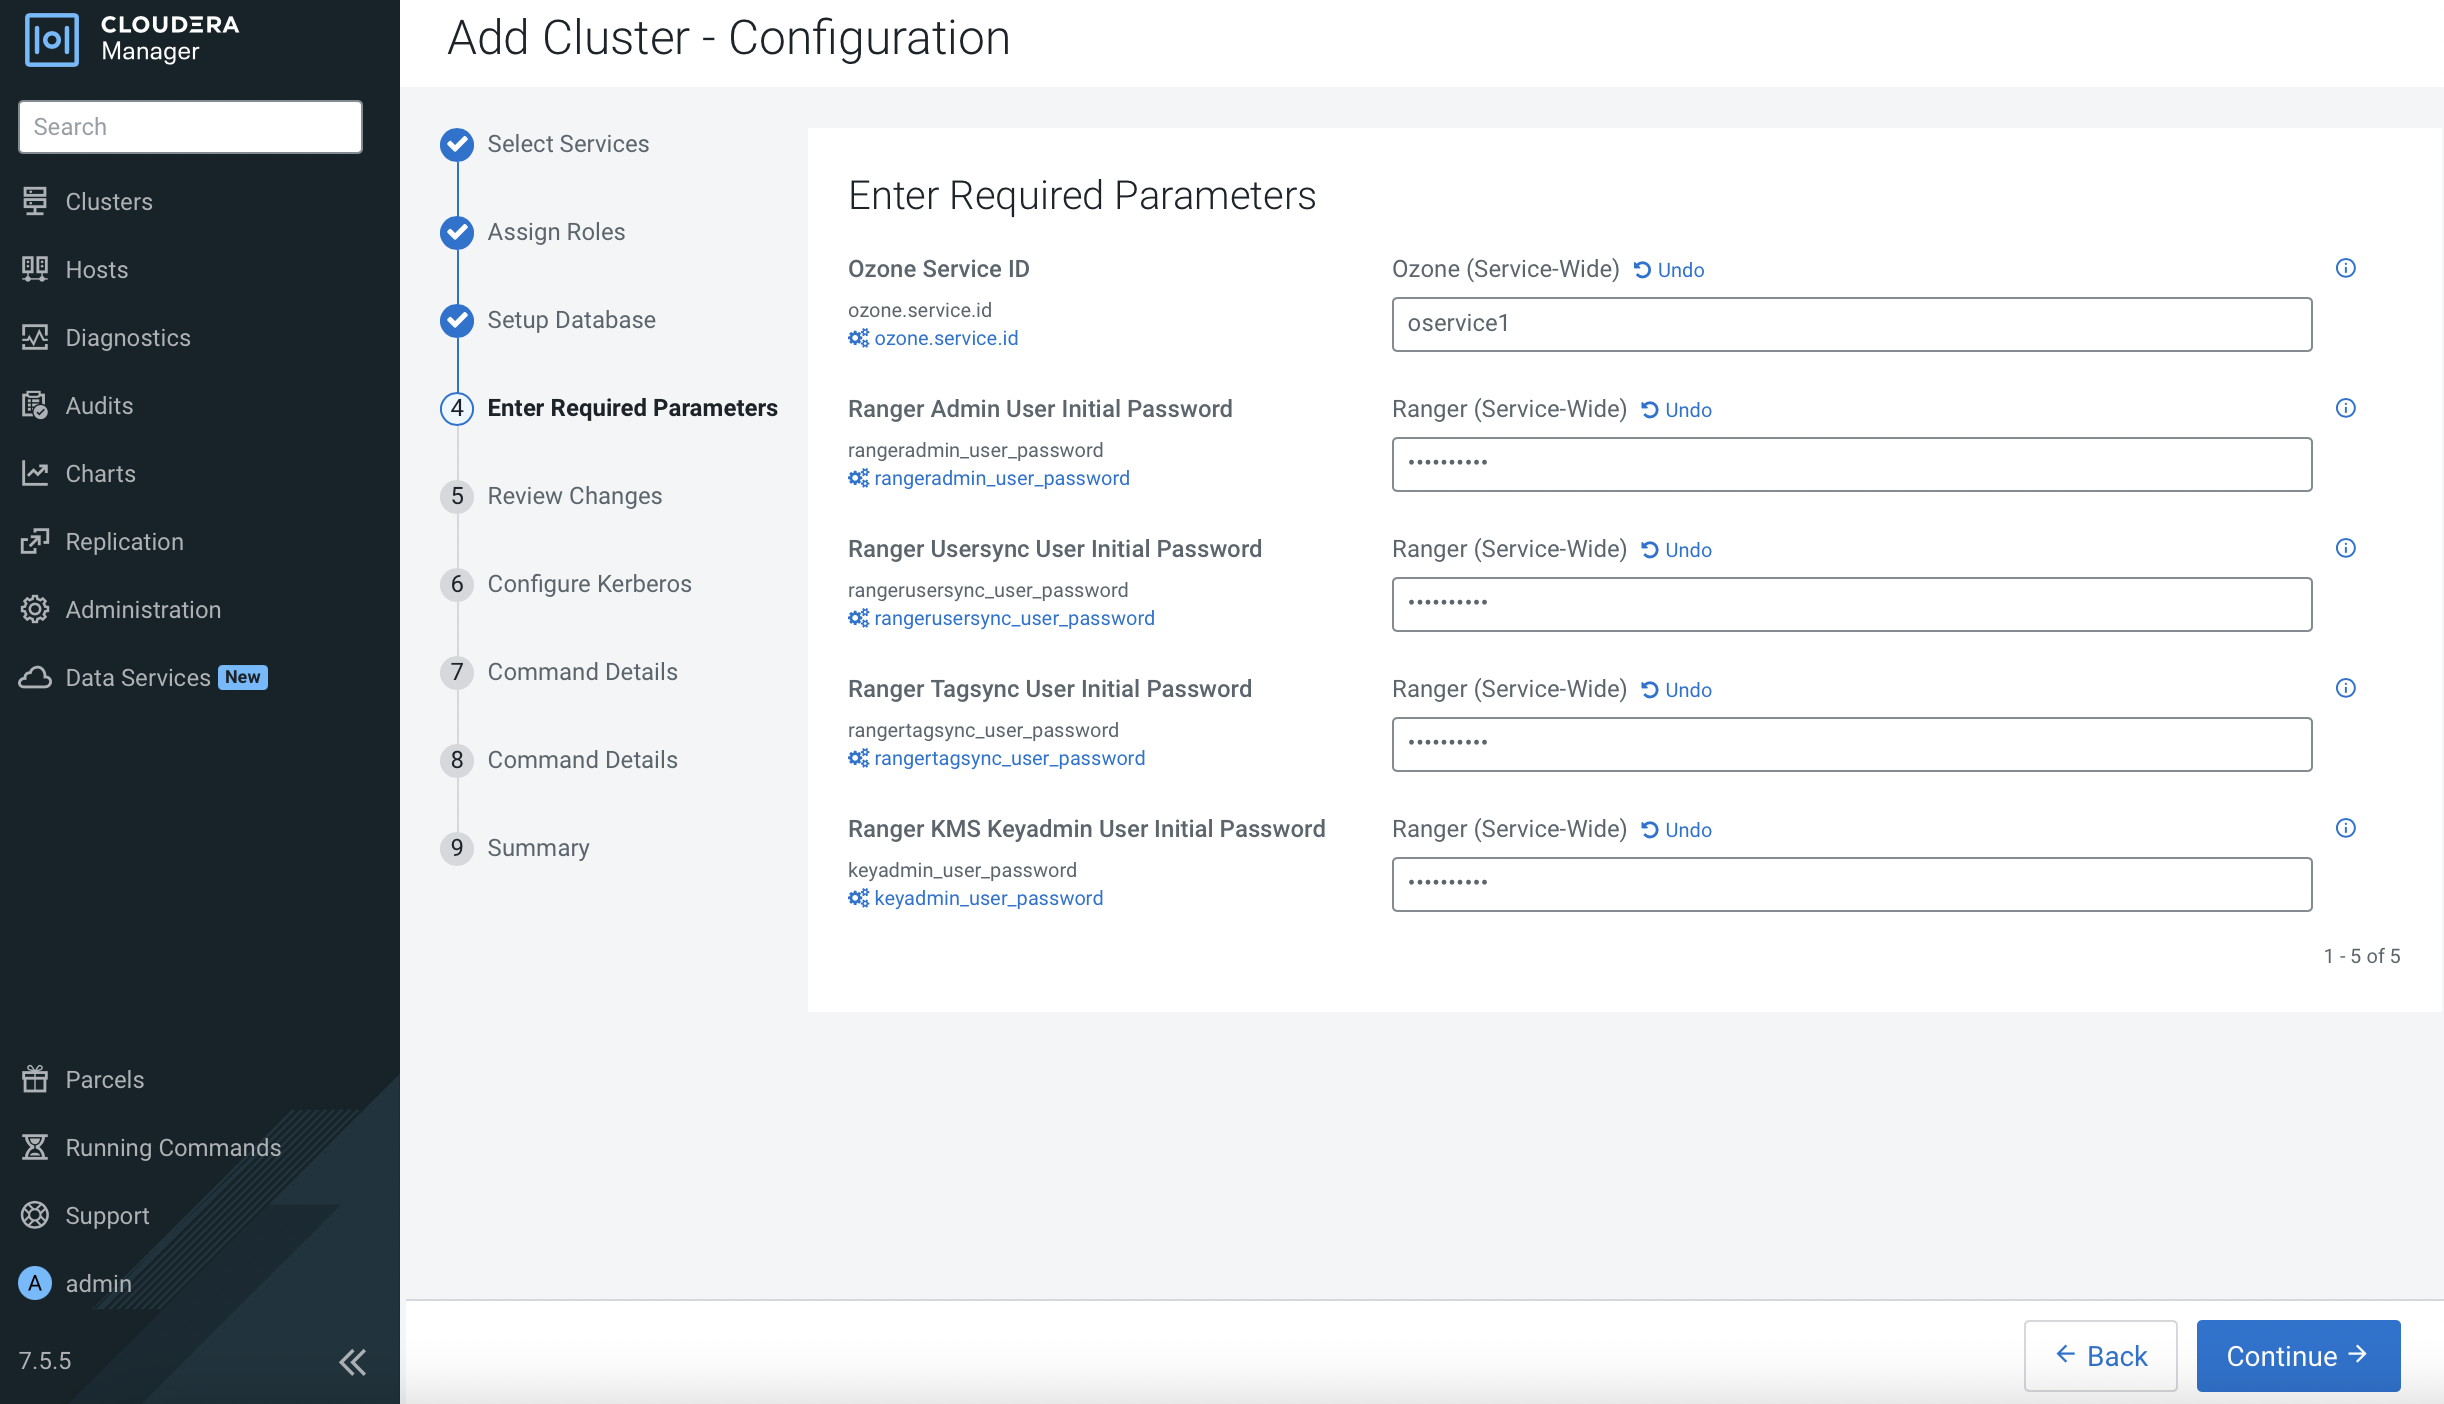 CLOUDERA
Manager
Search
Clusters
Hosts
Diagnostics
Audits
Charts
Replication
Administration
Data Services New
Parcels
Running Commands
Support
A admin
7.5.5
Add Cluster - Configuration
Select Services
Assign Roles
Setup Database
4 Enter Required Parameters
5 Review Changes
6 Configure Kerberos
7 Command Details
8 Command Details
9 Summary
Enter Required Parameters
Ozone Service ID
ozone.service.id
ozone.service.id
Ozone (Service-Wide) Undo
oservice1
Ranger Admin User Initial Password
rangeradmin_user_password
rangeradmin_user_password
Ranger (Service-Wide) Undo
••••••••••
Ranger Usersync User Initial Password
rangerusersync_user_password
rangerusersync_user_password
Ranger (Service-Wide) Undo
••••••••••
Ranger Tagsync User Initial Password
rangertagsync_user_password
rangertagsync_user_password
Ranger (Service-Wide) Undo
••••••••••
Ranger KMS Keyadmin User Initial Password
keyadmin_user_password
keyadmin_user_password
Ranger (Service-Wide) Undo
••••••••••
1 - 5 of 5
Back
Continue